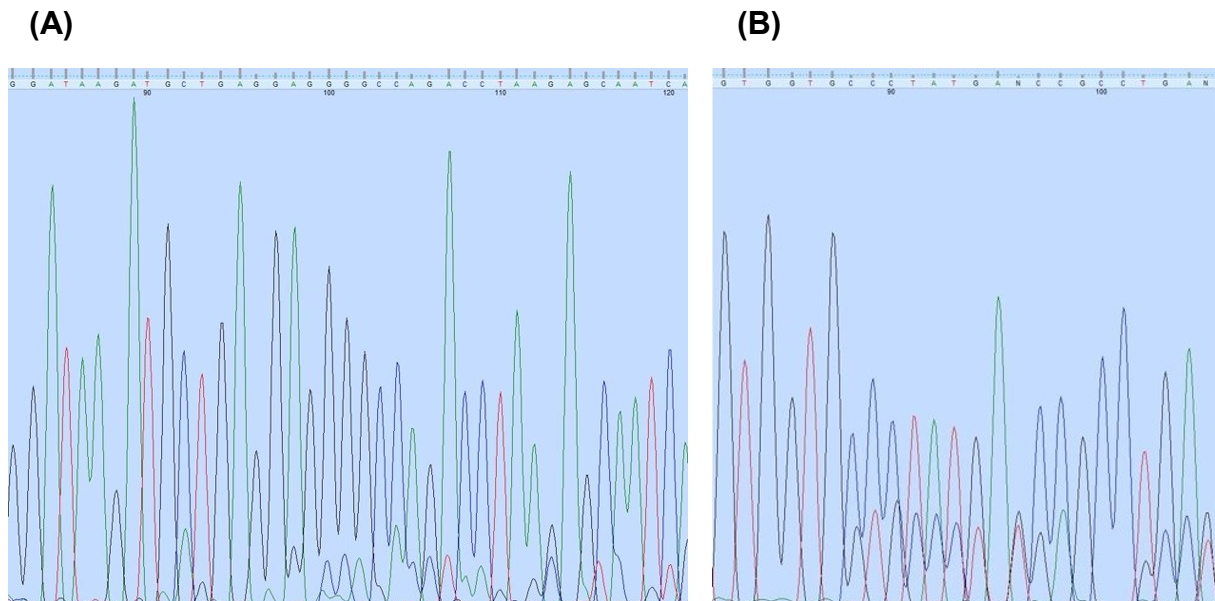 (A)
(B)
G G A T A A G A T G C T G A G G A G G G G C C A G A C C T A A G A G C A A T C A
90 100 110 120
G T G G T G C C C T A T G A N C C G C C T G A N
90 100